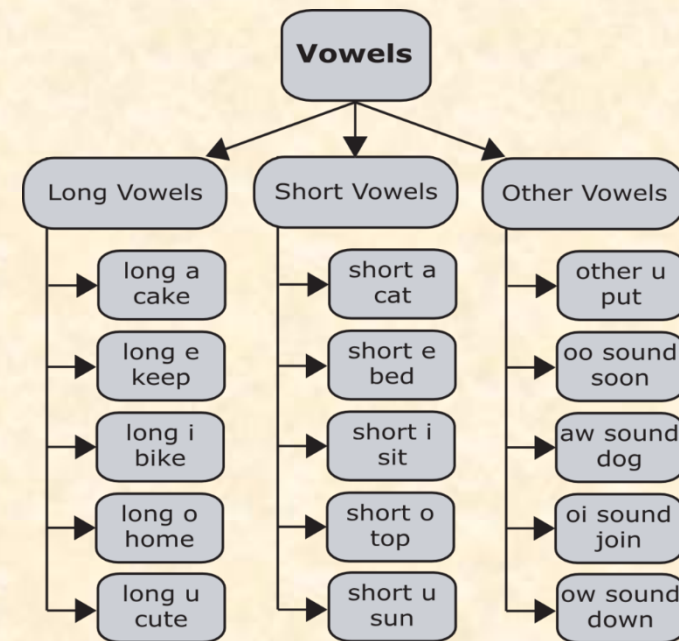 Vowels
Long Vowels
long a
cake
long e
keep
long i
bike
long o
home
long u
cute
Short Vowels
short a
cat
short e
bed
short i
sit
short o
top
short u
sun
Other Vowels
other u
put
oo sound
soon
aw sound
dog
oi sound
join
ow sound
down